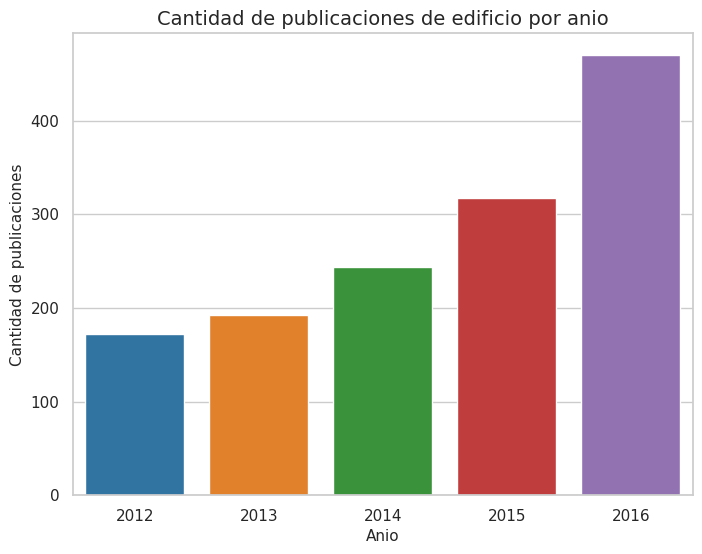 Cantidad de publicaciones de edificio por anio
Cantidad de publicaciones
400
300
200
100
0
2012 2013 2014 2015 2016
Anio